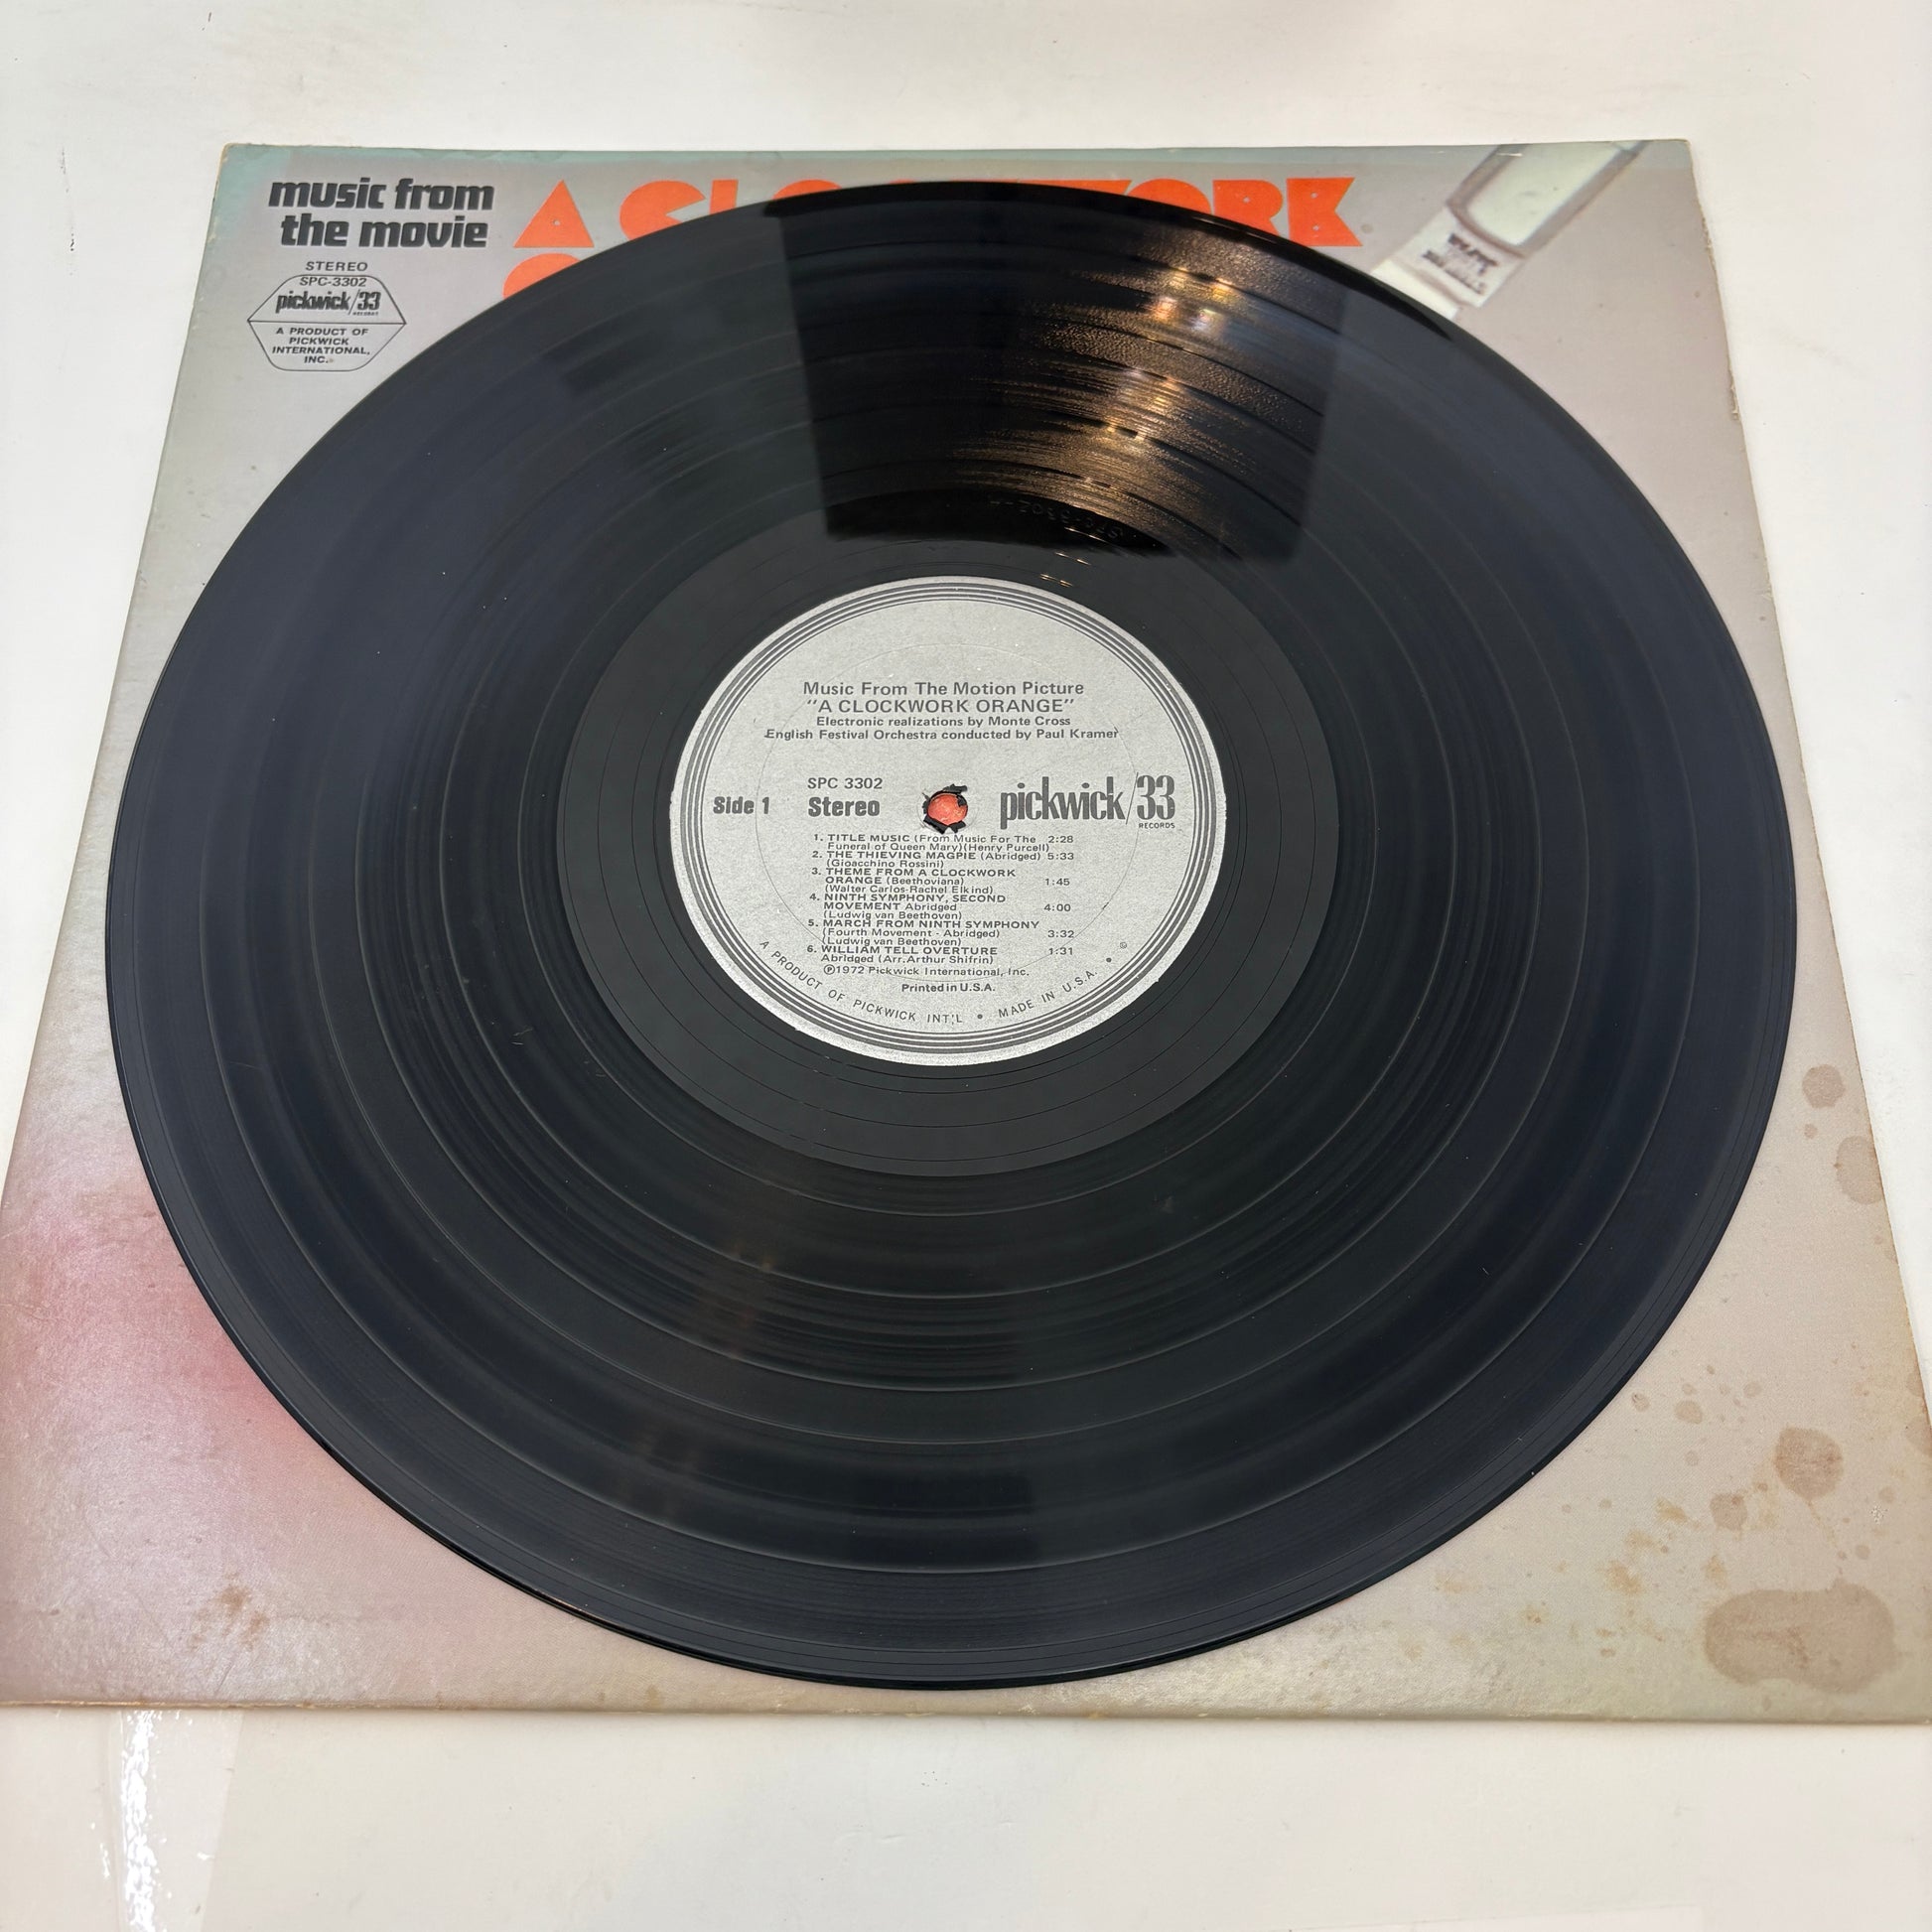 music from
the movie
A CLOCKWORK
STEREO
SPC-3302
pickwick/33
RECORDS
A PRODUCT OF
PICKWICK
INTERNATIONAL,
INC.
Music From The Motion Picture
"A CLOCKWORK ORANGE"
Electronic realizations by Monte Cross
English Festival Orchestra conducted by Paul Kramer
SPC 3302
Side 1 Stereo pickwick/33
RECORDS
1. TITLE MUSIC (From Music For The 2:28
Funeral of Queen Mary)(Henry Purcell)
2. THE THIEVING MAGPIE (Abridged) 5:33
(Gioacchino Rossini)
3. THEME FROM A CLOCKWORK
ORANGE (Beethoviana) 1:45
(Walter Carlos-Rachel Elkind)
4. NINTH SYMPHONY, SECOND
MOVEMENT Abridged 4:00
(Ludwig van Beethoven)
5. MARCH FROM NINTH SYMPHONY
(Fourth Movement - Abridged) 3:32
(Ludwig van Beethoven)
6. WILLIAM TELL OVERTURE 1:31
Abridged (Arr. Arthur Shifrin)
Ⓟ1972 Pickwick International, Inc.
Printed in U.S.A.
A PRODUCT OF PICKWICK INT'L • MADE IN U.S.A. •